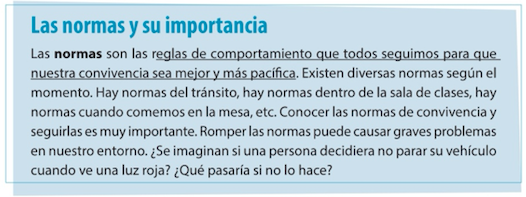 Las normas y su importancia
Las normas son las reglas de comportamiento que todos seguimos para que
nuestra convivencia sea mejor y más pacífica. Existen diversas normas según el
momento. Hay normas del tránsito, hay normas dentro de la sala de clases, hay
normas cuando comemos en la mesa, etc. Conocer las normas de convivencia y
seguirlas es muy importante. Romper las normas puede causar graves problemas
en nuestro entorno. ¿Se imaginan si una persona decidiera no parar su vehículo
cuando ve una luz roja? ¿Qué pasaría si no lo hace?